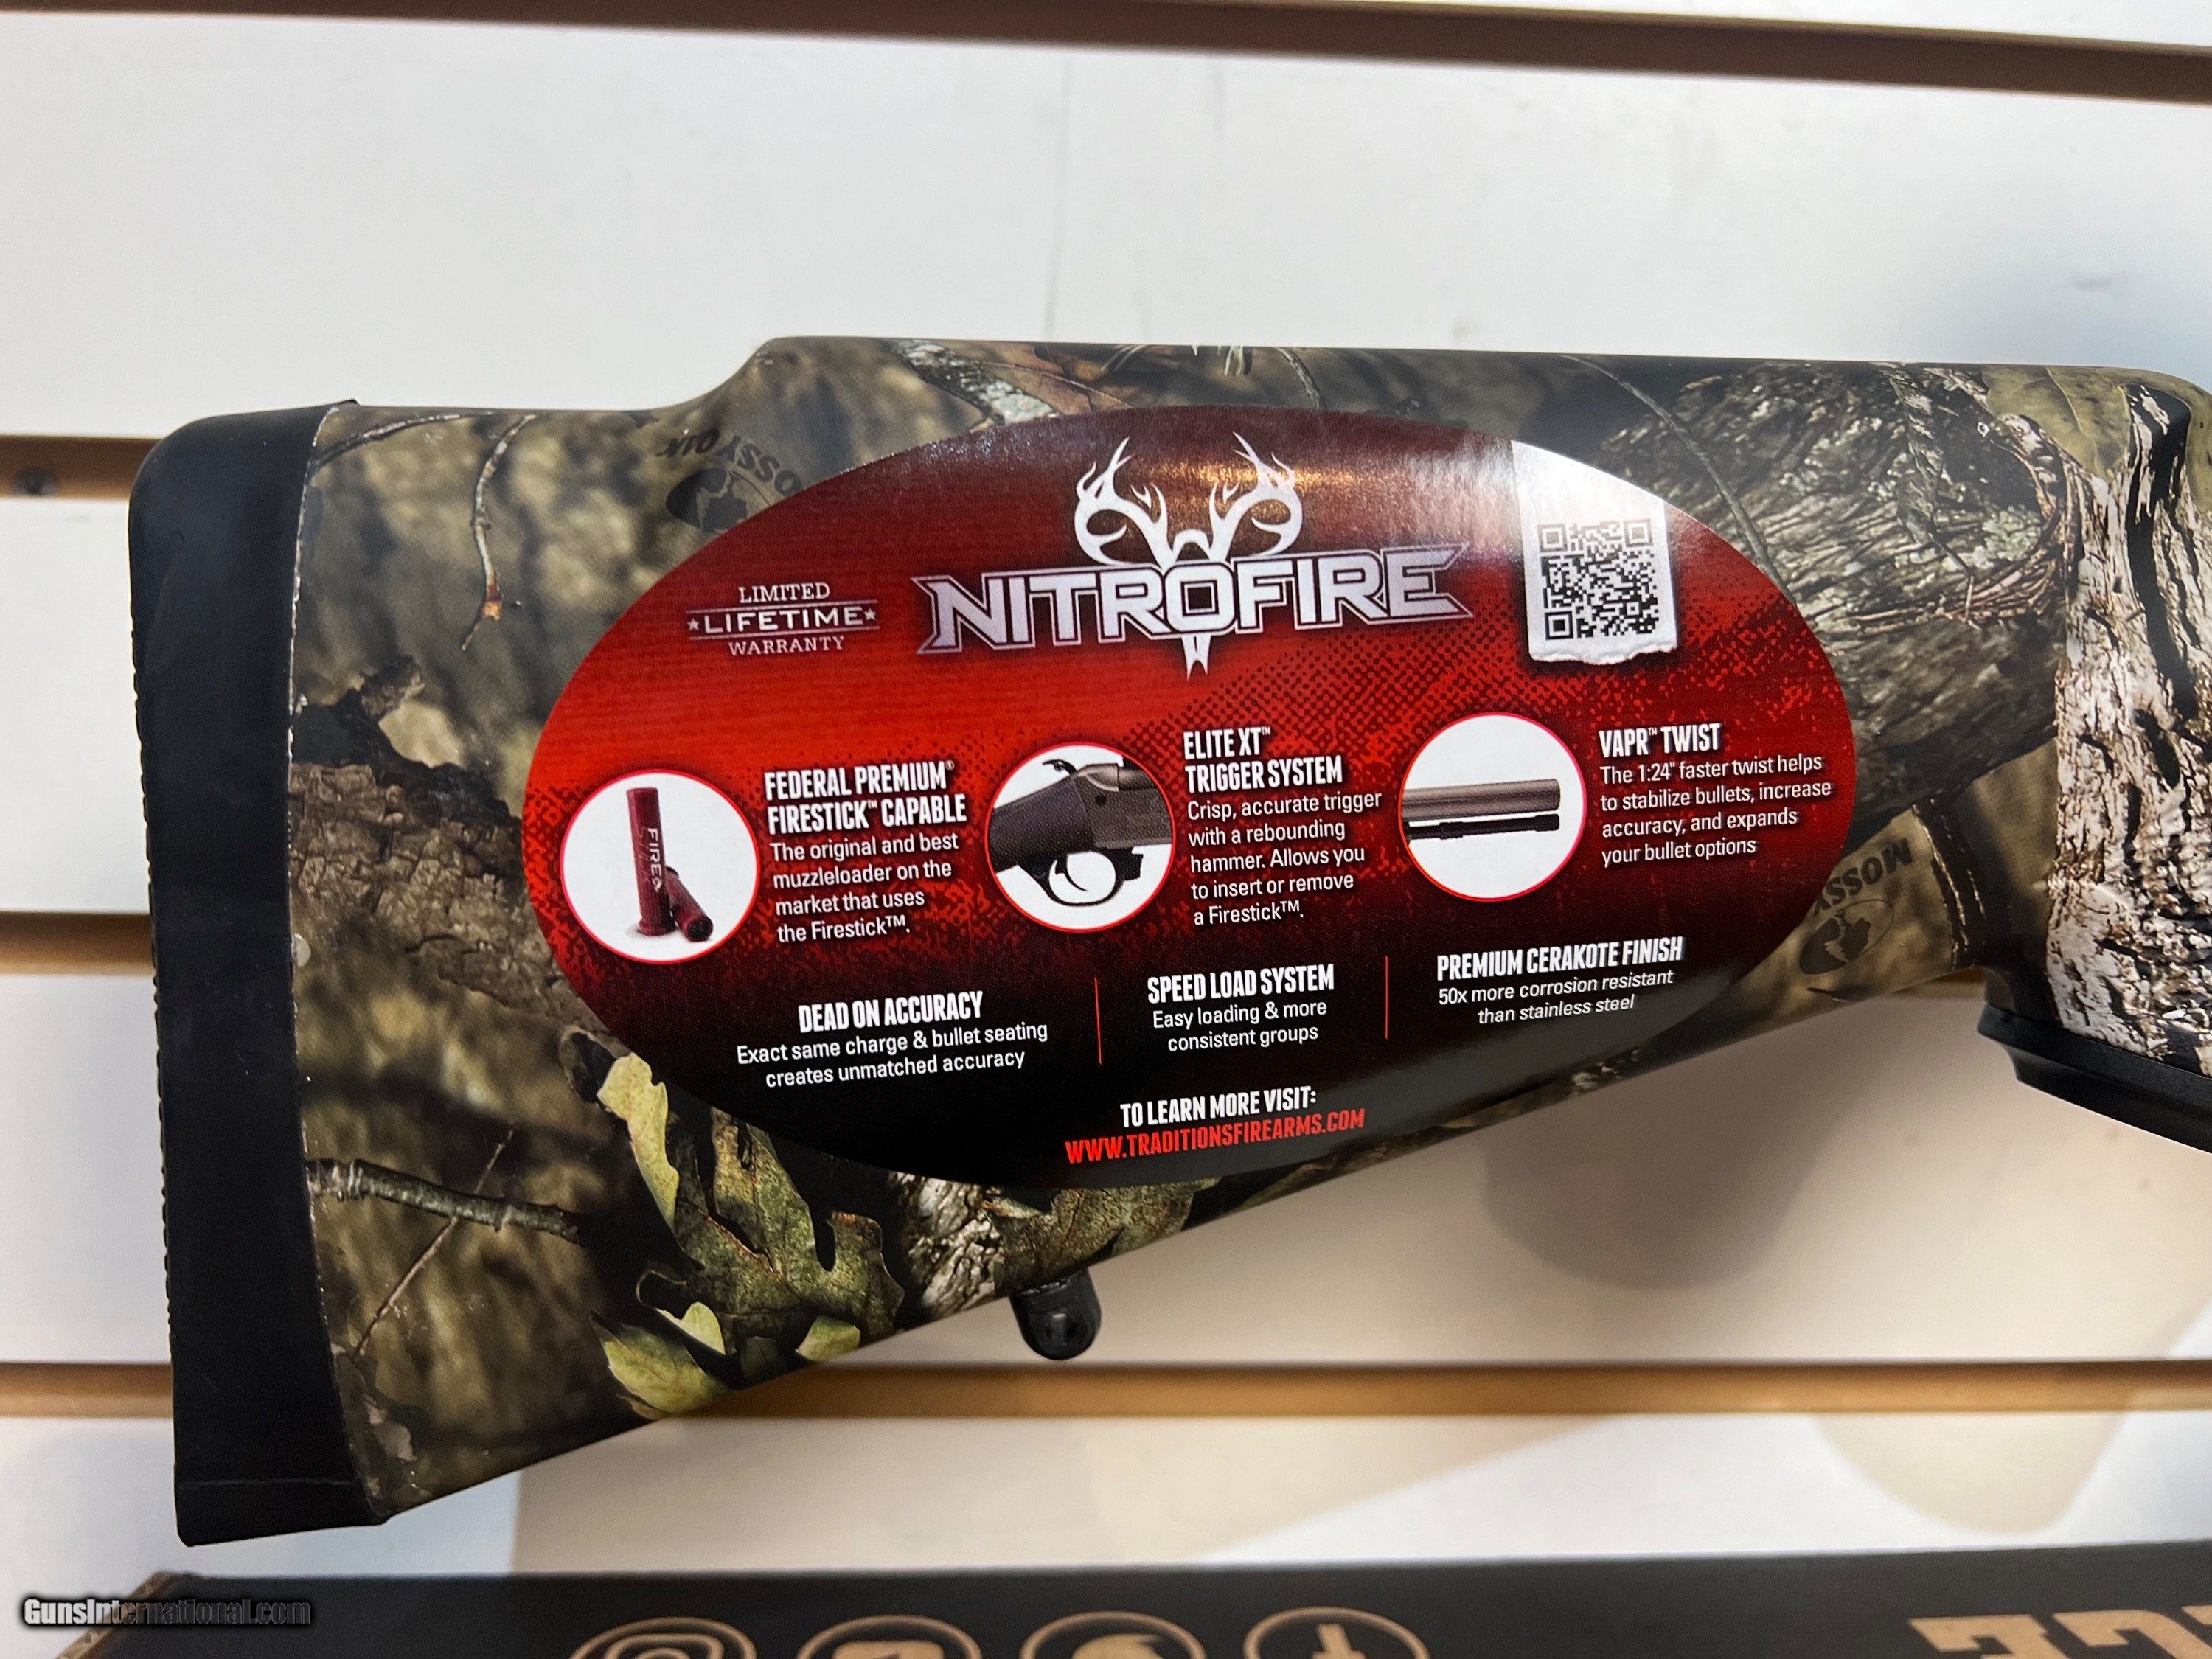 MOSSY OAK
LIMITED
LIFETIME
WARRANTY
NITROFIRE
FEDERAL PREMIUM®
FIRESTICK™ CAPABLE
The original and best
muzzleloader on the
market that uses
the Firestick™.
FIRE
ELITE XT™
TRIGGER SYSTEM
Crisp, accurate trigger
with a rebounding
hammer. Allows you
to insert or remove
a Firestick™.
VAPR™ TWIST
The 1:24" faster twist helps
to stabilize bullets, increase
accuracy, and expands
your bullet options
MOSSY
DEAD ON ACCURACY
Exact same charge & bullet seating
creates unmatched accuracy
SPEED LOAD SYSTEM
Easy loading & more
consistent groups
PREMIUM CERAKOTE FINISH
50x more corrosion resistant
than stainless steel
TO LEARN MORE VISIT:
WWW.TRADITIONSFIREARMS.COM
GunsInternational.com